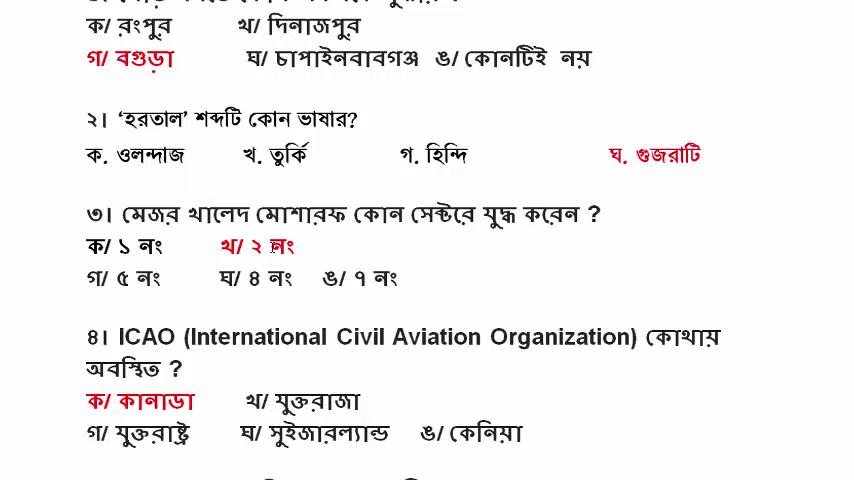 ক/ রংপুর খ/ দিনাজপুর
গ/ বগুড়া ঘ/ চাপাইনবাবগঞ্জ ঙ/ কোনটিই নয়
২। ‘হরতাল’ শব্দটি কোন ভাষার?
ক. ওলন্দাজ খ. তুর্কি গ. হিন্দি ঘ. গুজরাটি
৩। মেজর খালেদ মোশারফ কোন সেক্টরে যুদ্ধ করেন ?
ক/ ১ নং খ/ ২ নং
গ/ ৫ নং ঘ/ ৪ নং ঙ/ ৭ নং
৪। ICAO (International Civil Aviation Organization) কোথায়
অবস্থিত ?
ক/ কানাডা খ/ যুক্তরাজ্য
গ/ যুক্তরাষ্ট্র ঘ/ সুইজারল্যান্ড ঙ/ কেনিয়া